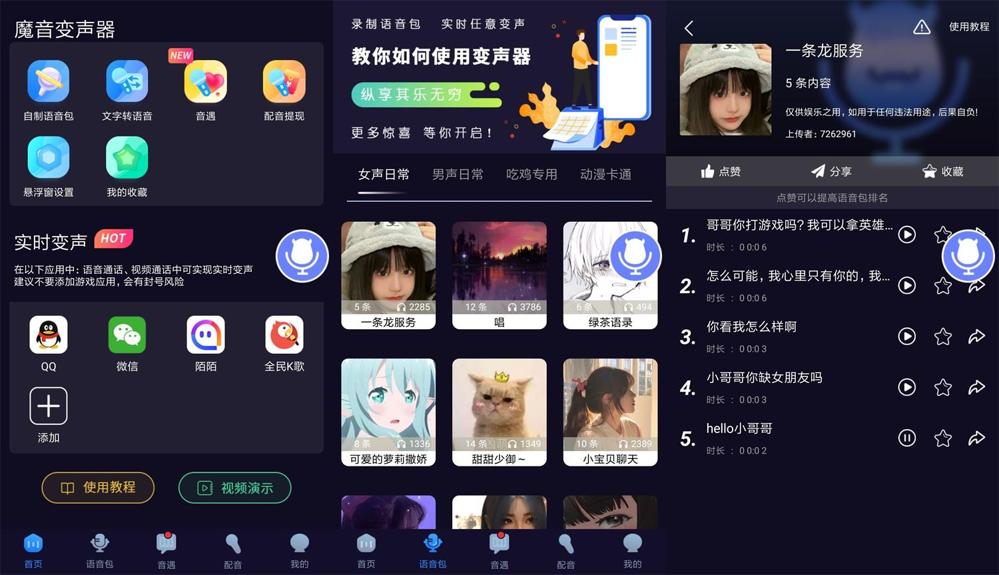 魔音变声器
NEW
自制语音包
文字转语音
音遇
配音提现
悬浮窗设置
我的收藏
实时变声 HOT
在以下应用中：语音通话、视频通话中可实现实时变声
建议不要添加游戏应用，会有封号风险
QQ
微信
陌陌
全民K歌
添加
使用教程
视频演示
首页
语音包
音遇
配音
我的
录制语音包 实时任意变声
教你如何使用变声器
纵享其乐无穷
更多惊喜 等你开启！
女声日常
男声日常
吃鸡专用
动漫卡通
5 条 2285
一条龙服务
12 条 3786
唱
6 条 494
绿茶语录
8 条 1336
可爱的萝莉撒娇
14 条 1349
甜甜少御～
10 条 2389
小宝贝聊天
首页
语音包
音遇
配音
我的
使用教程
一条龙服务
5 条内容
仅供娱乐之用，如用于任何违法用途，后果自负!
上传者：7262961
点赞
分享
收藏
点赞可以提高语音包排名
1. 哥哥你打游戏吗? 我可以拿英雄...
时长 ： 00:06
2. 怎么可能，我心里只有你的，我...
时长 ： 00:06
3. 你看我怎么样啊
时长 ： 00:03
4. 小哥哥你缺女朋友吗
时长 ： 00:03
5. hello小哥哥
时长 ： 00:02